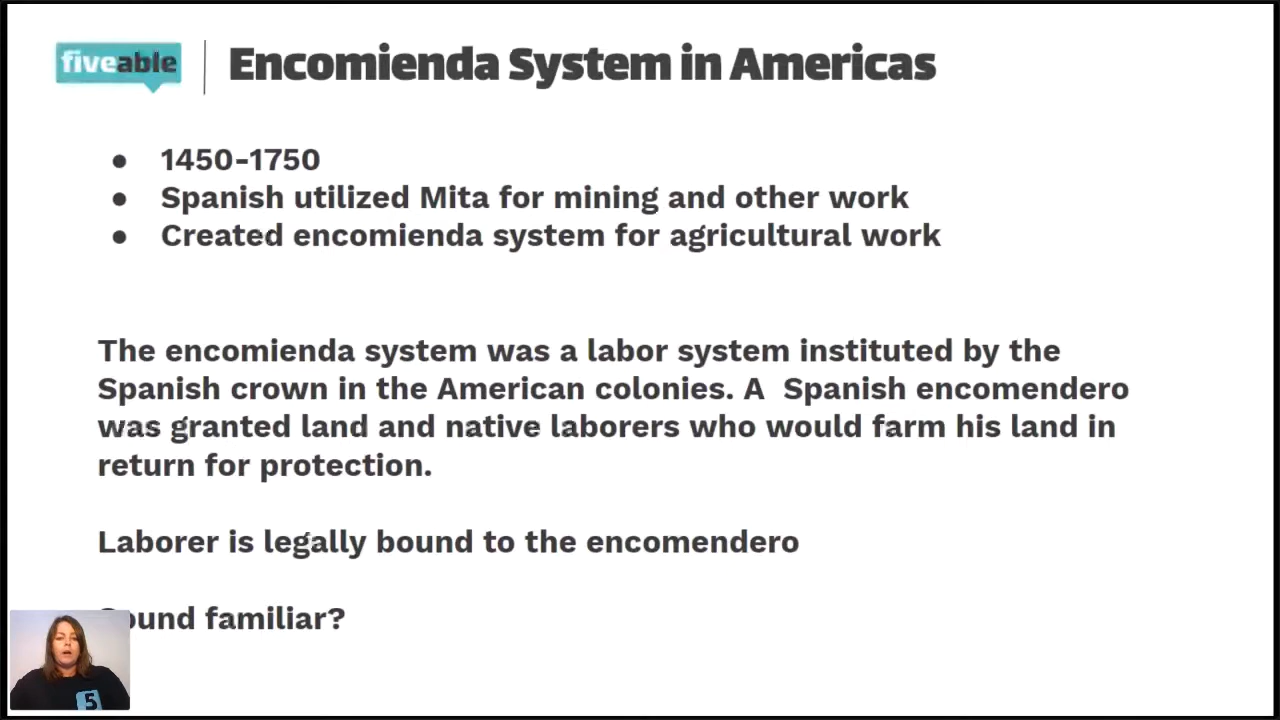 fiveable
Encomienda System in Americas
● 1450-1750
● Spanish utilized Mita for mining and other work
● Created encomienda system for agricultural work
The encomienda system was a labor system instituted by the
Spanish crown in the American colonies. A Spanish encomendero
was granted land and native laborers who would farm his land in
return for protection.
Laborer is legally bound to the encomendero
familiar?
5